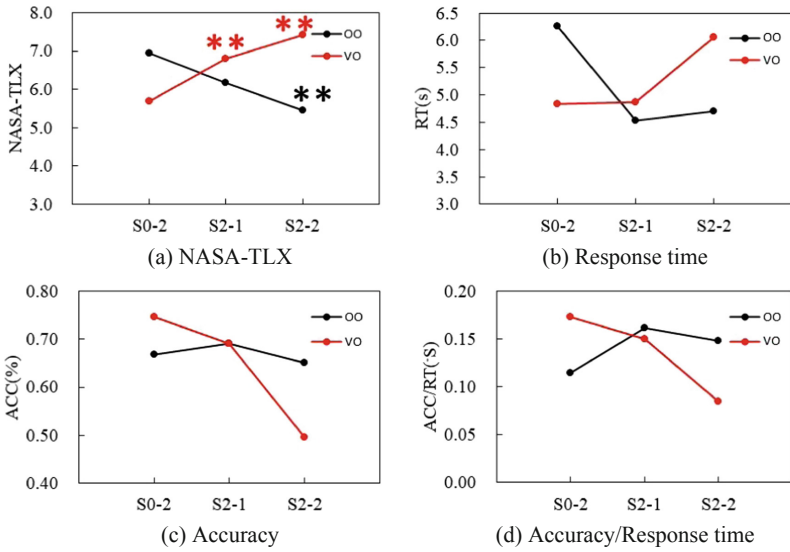 8.0
7.0
6.0
5.0
4.0
3.0
NASA-TLX
** ** **
OO
VO
S0-2 S2-1 S2-2
(a) NASA-TLX
6.5
6.0
5.5
5.0
4.5
4.0
3.5
3.0
RT(s)
OO
VO
S0-2 S2-1 S2-2
(b) Response time
0.80
0.70
0.60
0.50
0.40
ACC(%)
OO
VO
S0-2 S2-1 S2-2
(c) Accuracy
0.20
0.15
0.10
0.05
0.00
ACC/RT(·S)
OO
VO
S0-2 S2-1 S2-2
(d) Accuracy/Response time